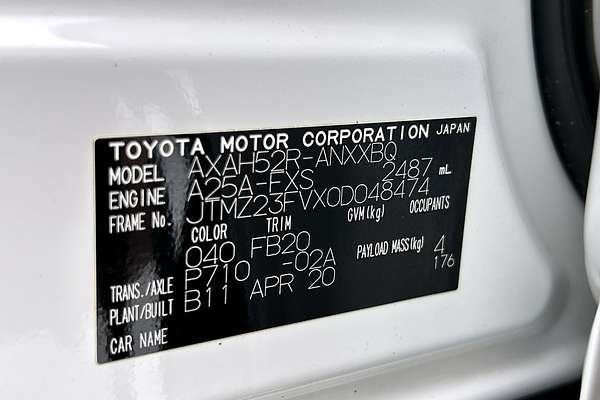 TOYOTA MOTOR CORPORATION JAPAN
MODEL AXAH52R-ANXXBQ
ENGINE A25A-FXS 2487 mL
FRAME No. JTMZ23FVX0D048474
COLOR TRIM GVM(kg) OCCUPANTS
040 FB20 4
TRANS./AXLE P710 -02A PAYLOAD MASS(kg) 176
PLANT/BUILT B11 APR 20
CAR NAME